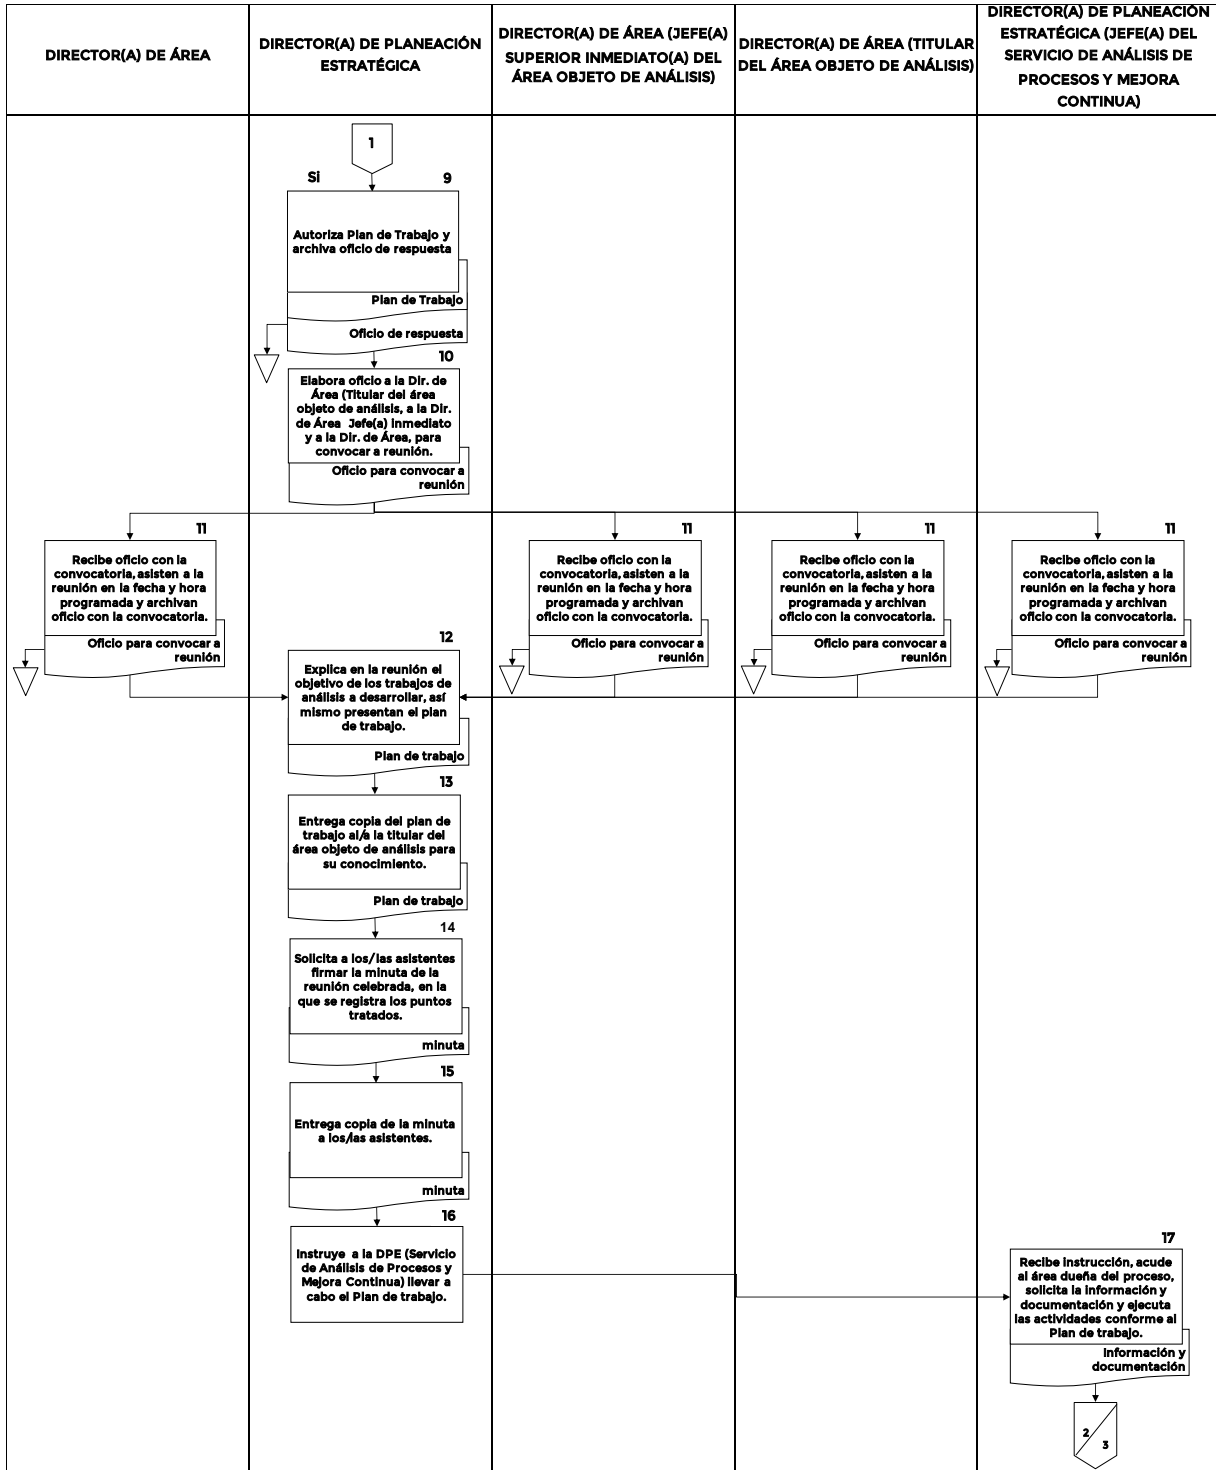 DIRECTOR(A) DE ÁREA
DIRECTOR(A) DE PLANEACIÓN
ESTRATÉGICA
DIRECTOR(A) DE ÁREA (JEFE(A)
SUPERIOR INMEDIATO(A) DEL
ÁREA OBJETO DE ANÁLISIS)
DIRECTOR(A) DE ÁREA (TITULAR
DEL ÁREA OBJETO DE ANÁLISIS)
DIRECTOR(A) DE PLANEACIÓN
ESTRATÉGICA (JEFE(A) DEL
SERVICIO DE ANÁLISIS DE
PROCESOS Y MEJORA
CONTINUA)
1
Si
9
Autoriza Plan de Trabajo y
archiva oficio de respuesta
Plan de Trabajo
Oficio de respuesta
10
Elabora oficio a la Dir. de
Área (Titular del área
objeto de análisis, a la Dir.
de Área Jefe(a) inmediato
y a la Dir. de Área, para
convocar a reunión.
Oficio para convocar a
reunión
11
Recibe oficio con la
convocatoria, asisten a la
reunión en la fecha y hora
programada y archivan
oficio con la convocatoria.
Oficio para convocar a
reunión
11
Recibe oficio con la
convocatoria, asisten a la
reunión en la fecha y hora
programada y archivan
oficio con la convocatoria.
Oficio para convocar a
reunión
11
Recibe oficio con la
convocatoria, asisten a la
reunión en la fecha y hora
programada y archivan
oficio con la convocatoria.
Oficio para convocar a
reunión
11
Recibe oficio con la
convocatoria, asisten a la
reunión en la fecha y hora
programada y archivan
oficio con la convocatoria.
Oficio para convocar a
reunión
12
Explica en la reunión el
objetivo de los trabajos de
análisis a desarrollar, así
mismo presentan el plan
de trabajo.
Plan de trabajo
13
Entrega copia del plan de
trabajo al/a la titular del
área objeto de análisis para
su conocimiento.
Plan de trabajo
14
Solicita a los/las asistentes
firmar la minuta de la
reunión celebrada, en la
que se registra los puntos
tratados.
minuta
15
Entrega copia de la minuta
a los/las asistentes.
minuta
16
Instruye a la DPE (Servicio
de Análisis de Procesos y
Mejora Continua) llevar a
cabo el Plan de trabajo.
17
Recibe instrucción, acude
al área dueña del proceso,
solicita la información y
documentación y ejecuta
las actividades conforme al
Plan de trabajo.
Información y
documentación
2
3